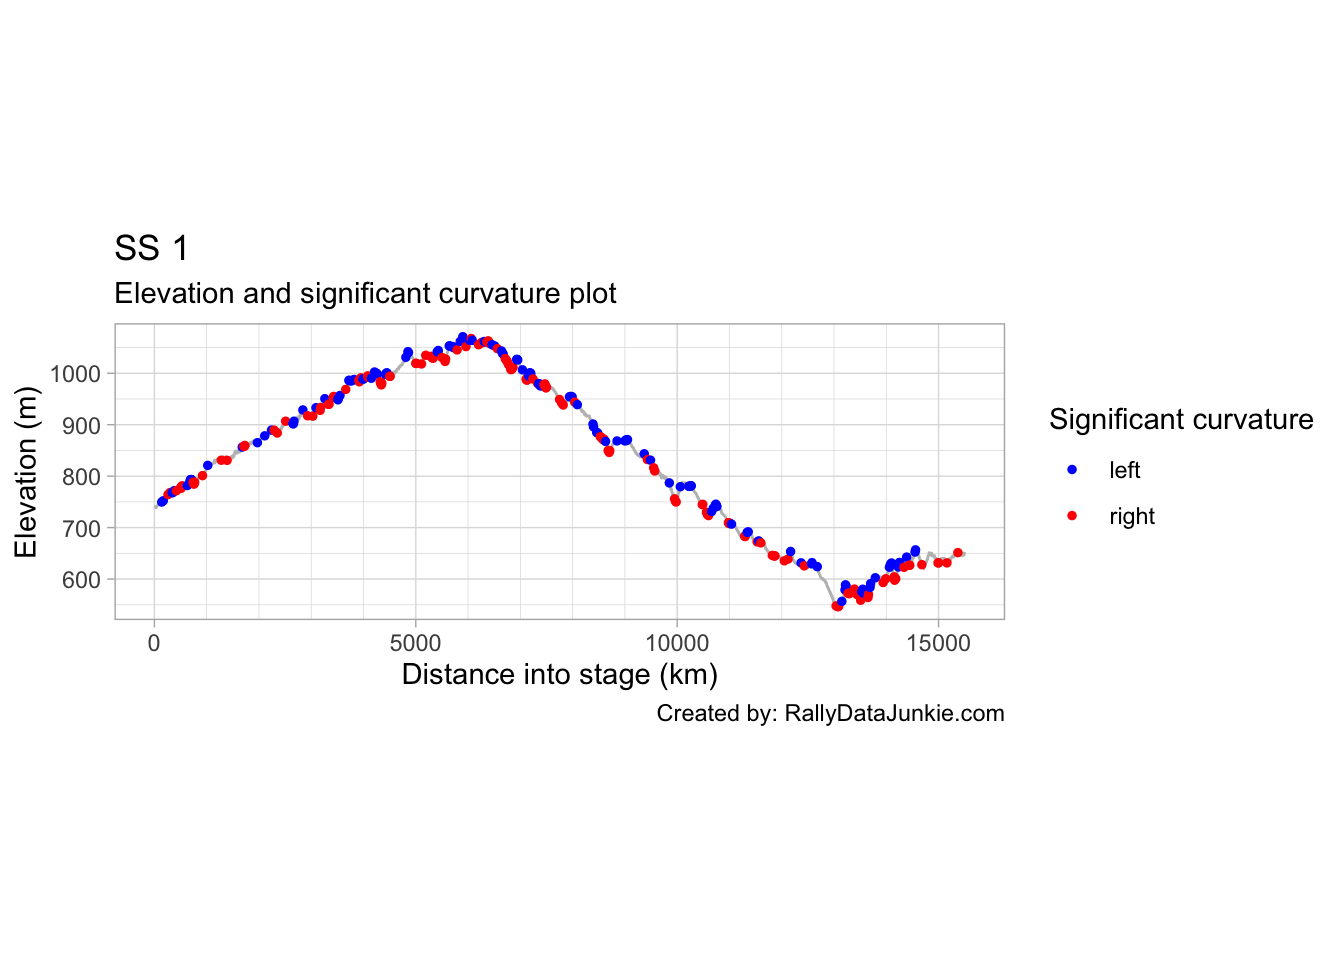 SS 1
Elevation and significant curvature plot
Elevation (m)
1000
900
800
700
600
0 5000 10000 15000
Distance into stage (km)
Created by: RallyDataJunkie.com
Significant curvature
left
right